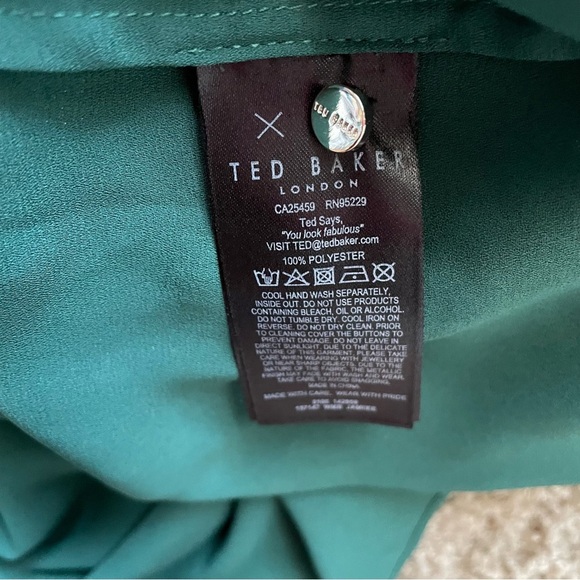 TED BAKER
TED BAKER
LONDON
CA25459 RN95229
Ted Says,
"You look fabulous"
VISIT TED@tedbaker.com
100% POLYESTER
COOL HAND WASH SEPARATELY,
INSIDE OUT. DO NOT USE PRODUCTS
CONTAINING BLEACH, OIL OR ALCOHOL.
DO NOT TUMBLE DRY. COOL IRON ON
REVERSE. DO NOT DRY CLEAN. PRIOR
TO CLEANING COVER THE BUTTONS TO
PREVENT DAMAGE. DO NOT LEAVE IN
DIRECT SUNLIGHT. DUE TO THE DELICATE
NATURE OF THIS GARMENT, PLEASE TAKE
CARE WHEN WEARING WITH JEWELLERY
OR NEAR SHARP OBJECTS. DUE TO THE
NATURE OF THE FABRIC, THE METALLIC
FINISH MAY FADE WITH WASH AND WEAR.
TAKE CARE TO AVOID SNAGGING.
MADE IN CHINA
MADE WITH CARE. WEAR WITH PRIDE